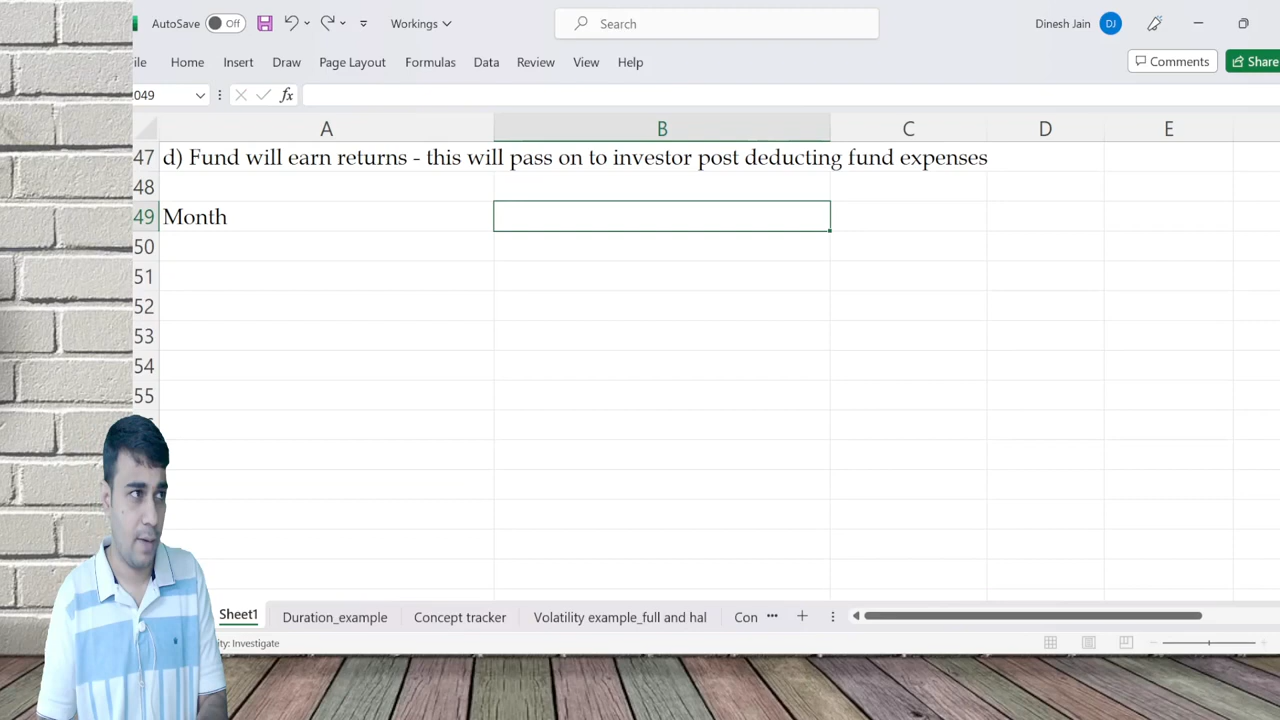 AutoSave Off Workings Search Dinesh Jain DJ
ile Home Insert Draw Page Layout Formulas Data Review View Help Comments Share
049 fx
A B C D E
47 d) Fund will earn returns - this will pass on to investor post deducting fund expenses
48
49 Month
50
51
52
53
54
55
Sheet1 Duration_example Concept tracker Volatility example_full and hal Con
ity: Investigate